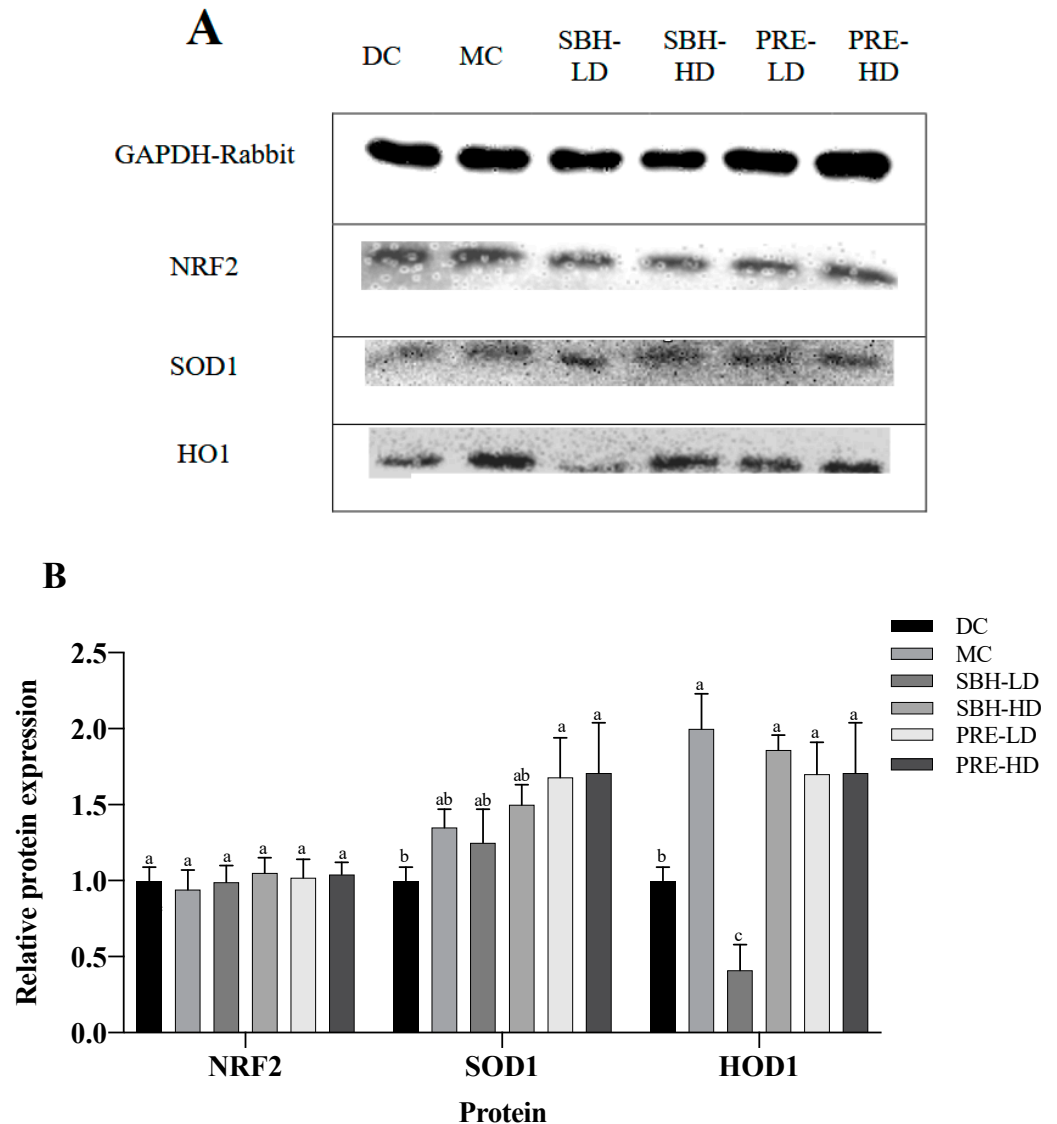 A
DC MC SBH-LD SBH-HD PRE-LD PRE-HD
GAPDH-Rabbit
NRF2
SOD1
HO1
B
DC
MC
SBH-LD
SBH-HD
PRE-LD
PRE-HD
Relative protein expression
2.5
2.0
1.5
1.0
0.5
0.0
a a a a a a
b ab ab ab a a
b a c a a a
NRF2 SOD1 HOD1
Protein